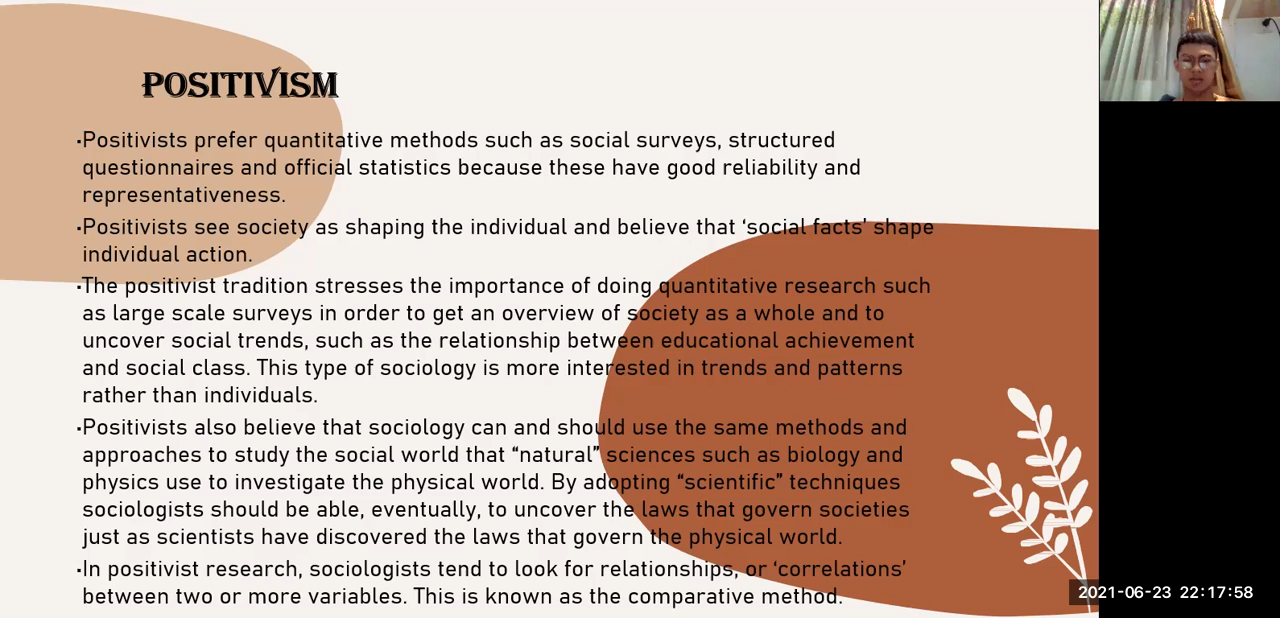 POSITIVISM
·Positivists prefer quantitative methods such as social surveys, structured
questionnaires and official statistics because these have good reliability and
representativeness.
·Positivists see society as shaping the individual and believe that ‘social facts’ shape
individual action.
·The positivist tradition stresses the importance of doing quantitative research such
as large scale surveys in order to get an overview of society as a whole and to
uncover social trends, such as the relationship between educational achievement
and social class. This type of sociology is more interested in trends and patterns
rather than individuals.
·Positivists also believe that sociology can and should use the same methods and
approaches to study the social world that “natural” sciences such as biology and
physics use to investigate the physical world. By adopting “scientific” techniques
sociologists should be able, eventually, to uncover the laws that govern societies
just as scientists have discovered the laws that govern the physical world.
·In positivist research, sociologists tend to look for relationships, or ‘correlations’
between two or more variables. This is known as the comparative method.
2021-06-23 22:17:58